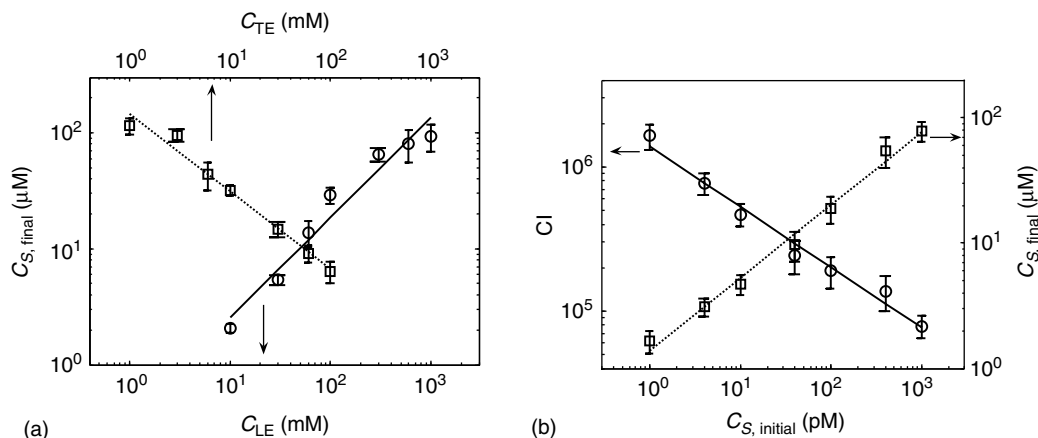 C_TE (mM)
10^0 10^1 10^2 10^3
C_S, final (μM)
10^2
10^1
10^0
10^0 10^1 10^2 10^3
(a) C_LE (mM)
CI
10^6
10^5
10^2
10^1
10^0
C_S, final (μM)
10^0 10^1 10^2 10^3
(b) C_S, initial (pM)